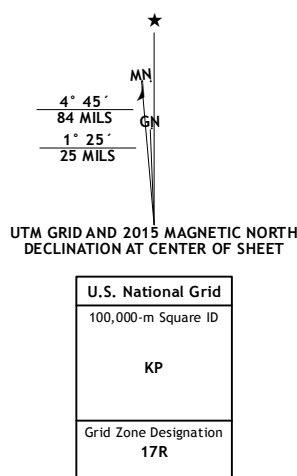 MN
4° 45´
84 MILS
GN
1° 25´
25 MILS
UTM GRID AND 2015 MAGNETIC NORTH
DECLINATION AT CENTER OF SHEET
U.S. National Grid
100,000-m Square ID
KP
Grid Zone Designation
17R